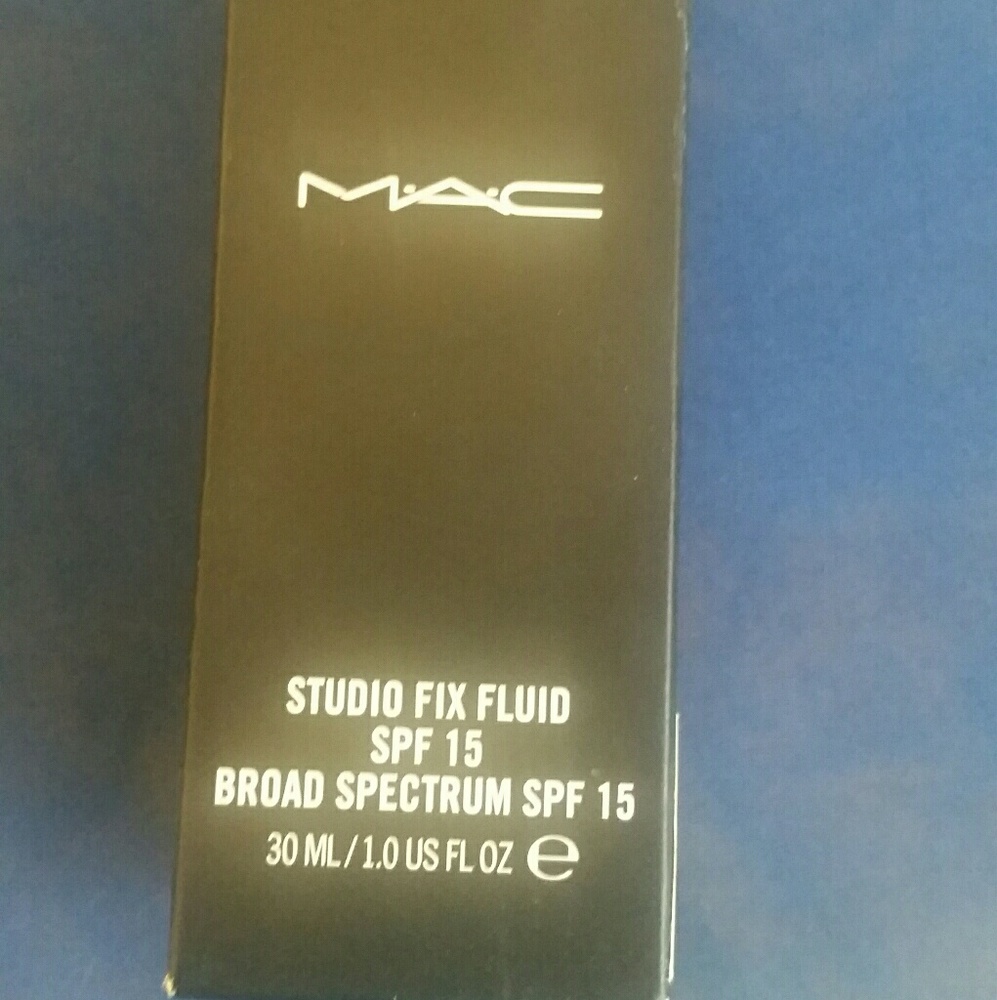 M·A·C
STUDIO FIX FLUID
SPF 15
BROAD SPECTRUM SPF 15
30 ML / 1.0 US FL OZ e